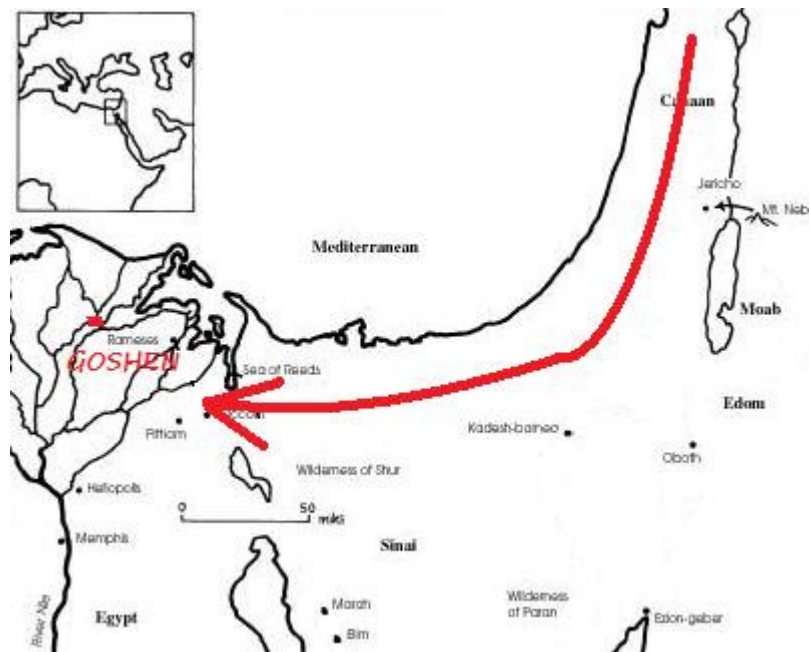 Canaan
Jericho
Mt. Nebo
Mediterranean
Moab
Rameses
GOSHEN
Sea of Reeds
Edom
Pithom
Kadesh-barnea
Oboth
Wilderness of Shur
Heliopolis
0 50 miles
Memphis
Sinai
Marah
Wilderness
of Paran
Egypt
Ezion-geber
Elim
River Nile